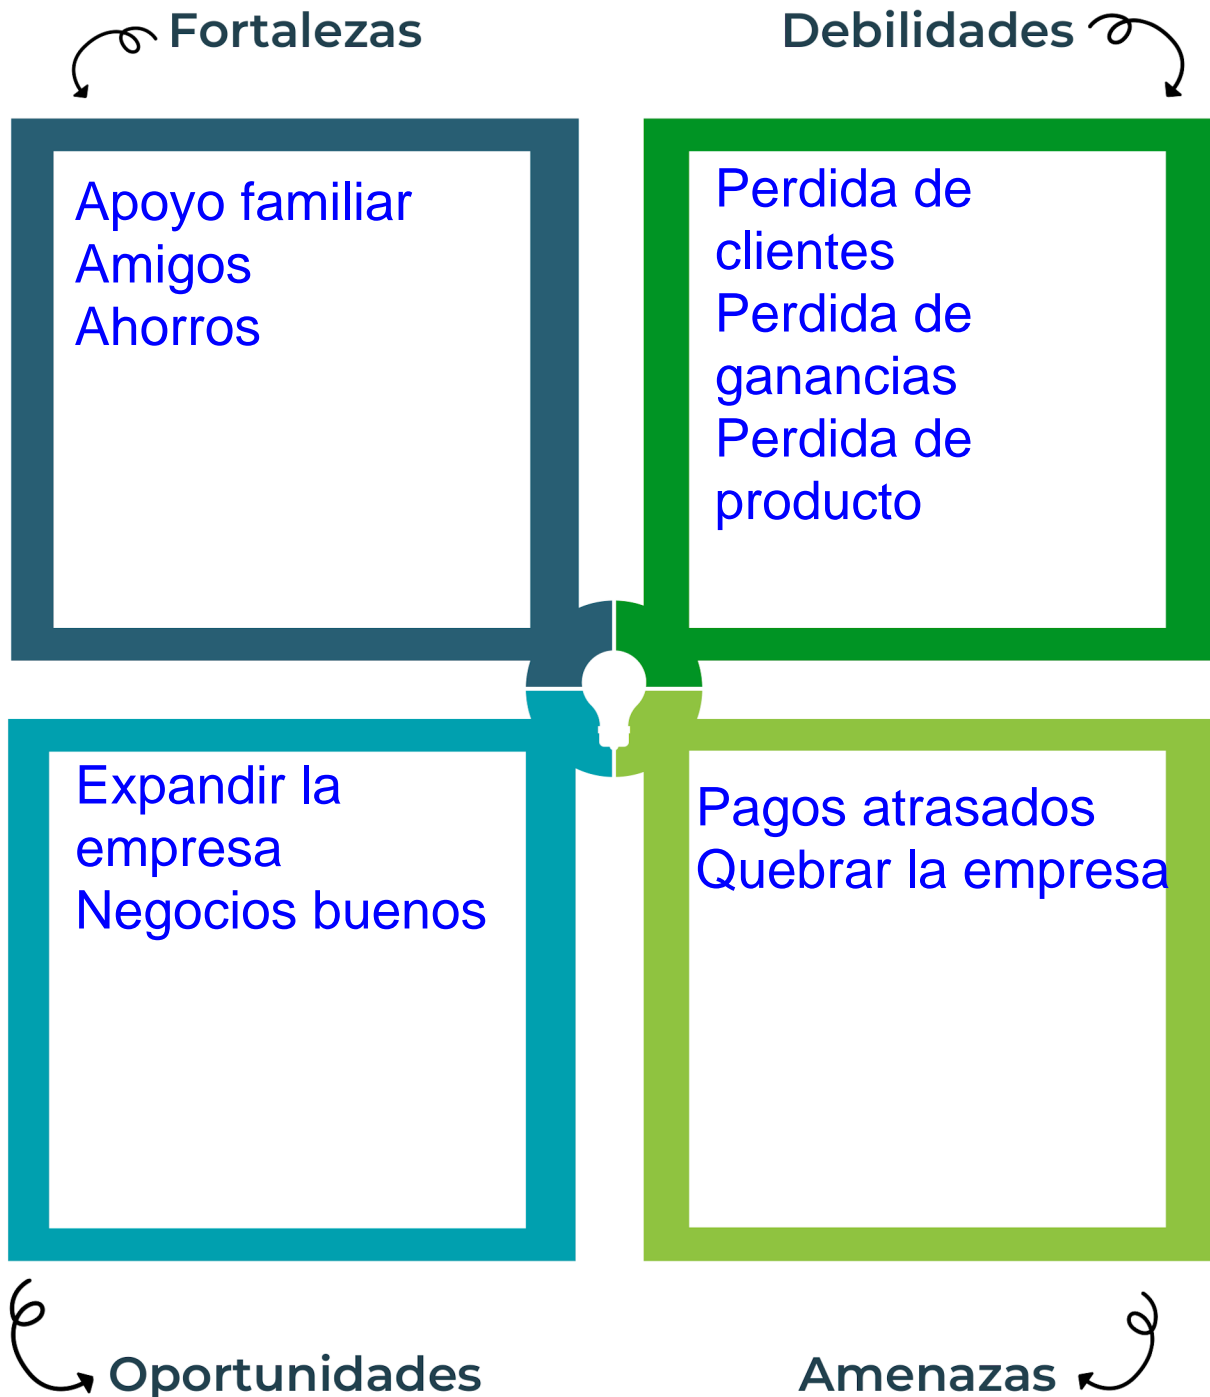 Fortalezas
Apoyo familiar
Amigos
Ahorros
Debilidades
Perdida de
clientes
Perdida de
ganancias
Perdida de
producto
Expandir la
empresa
Negocios buenos
Oportunidades
Pagos atrasados
Quebrar la empresa
Amenazas